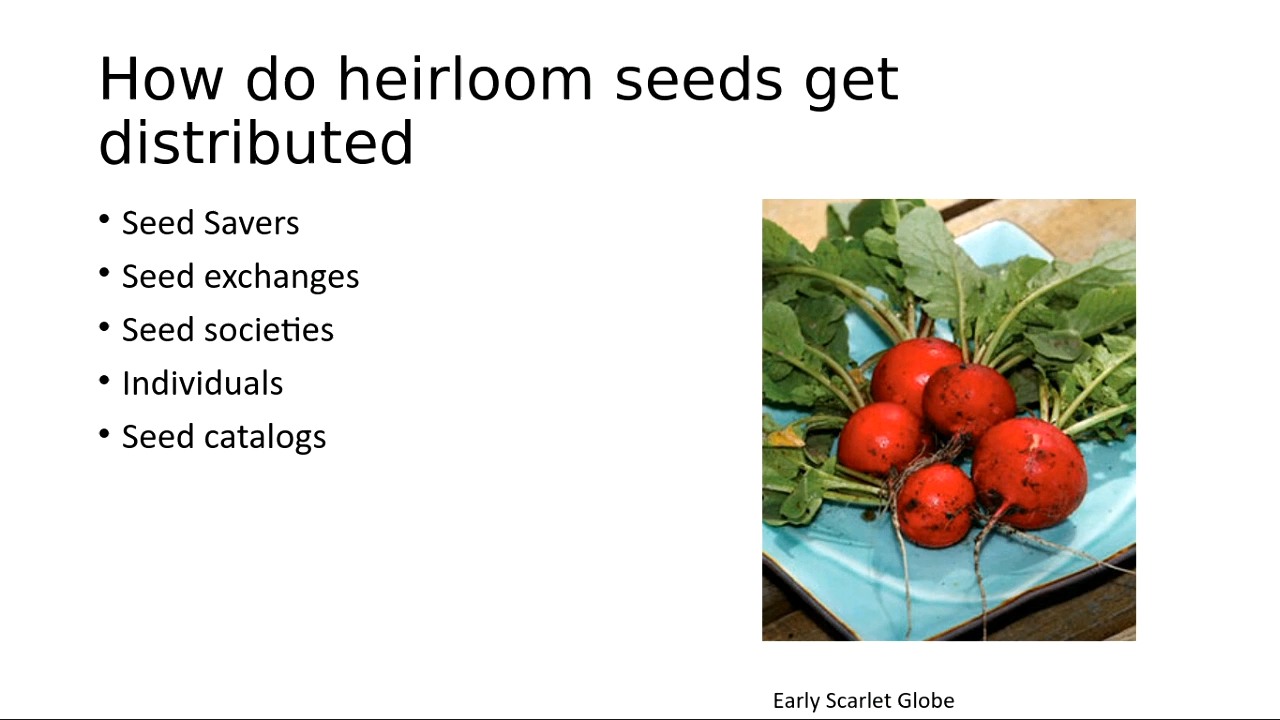 How do heirloom seeds get
distributed
• Seed Savers
• Seed exchanges
• Seed societies
• Individuals
• Seed catalogs
Early Scarlet Globe